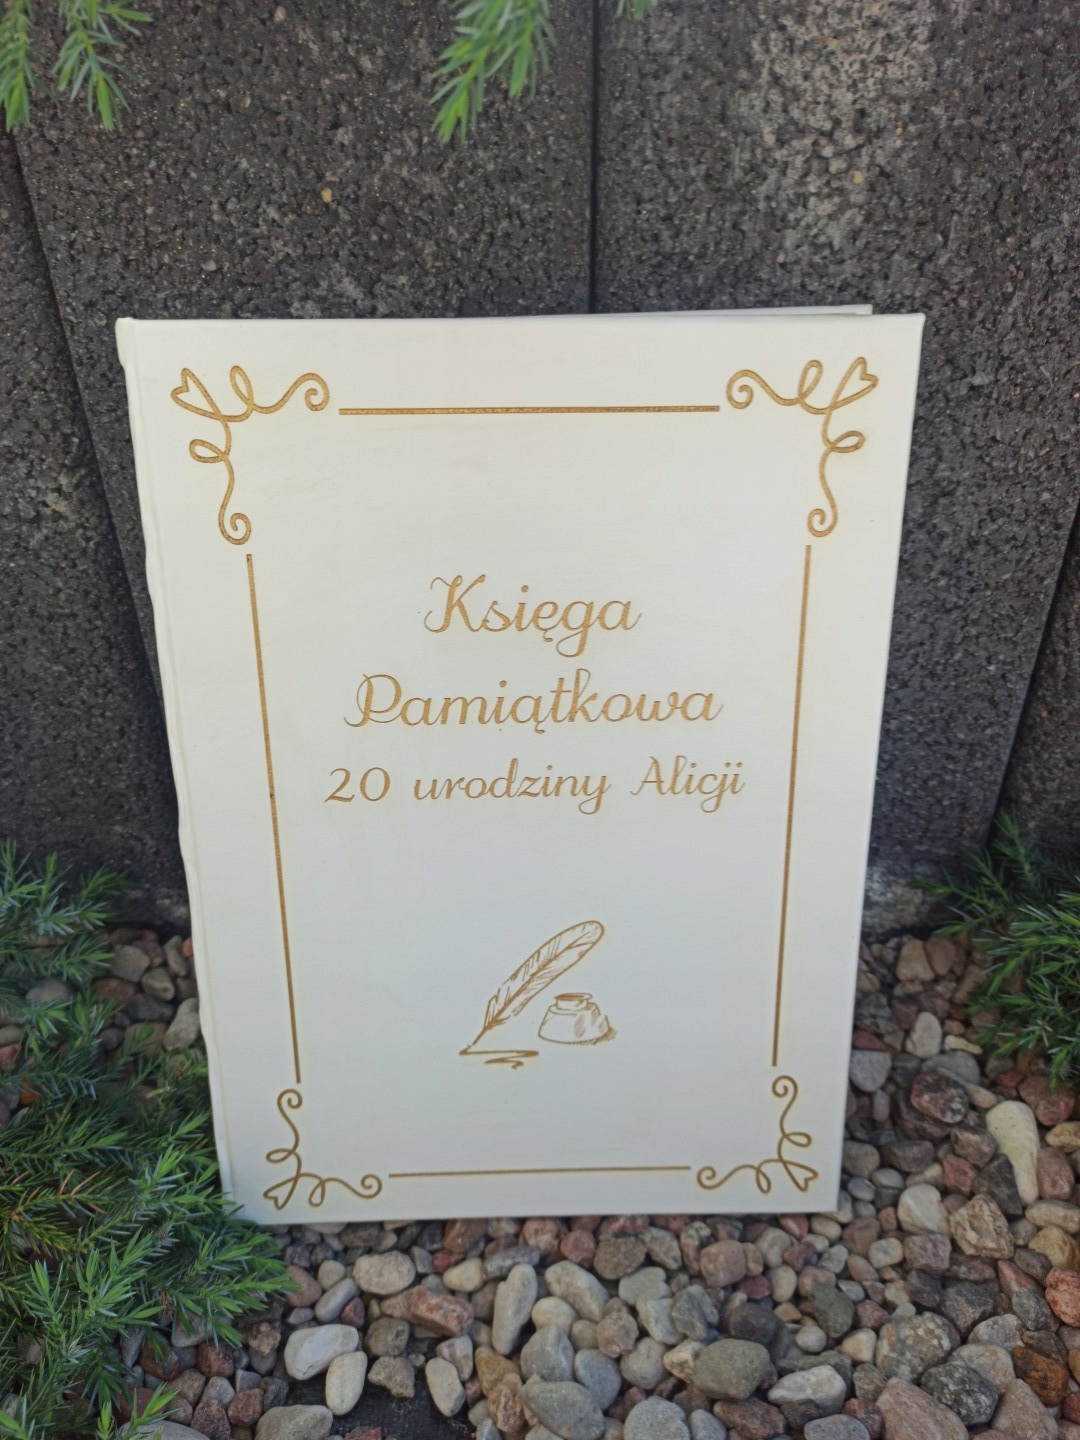 Księga
Pamiątkowa
20 urodziny Alicji